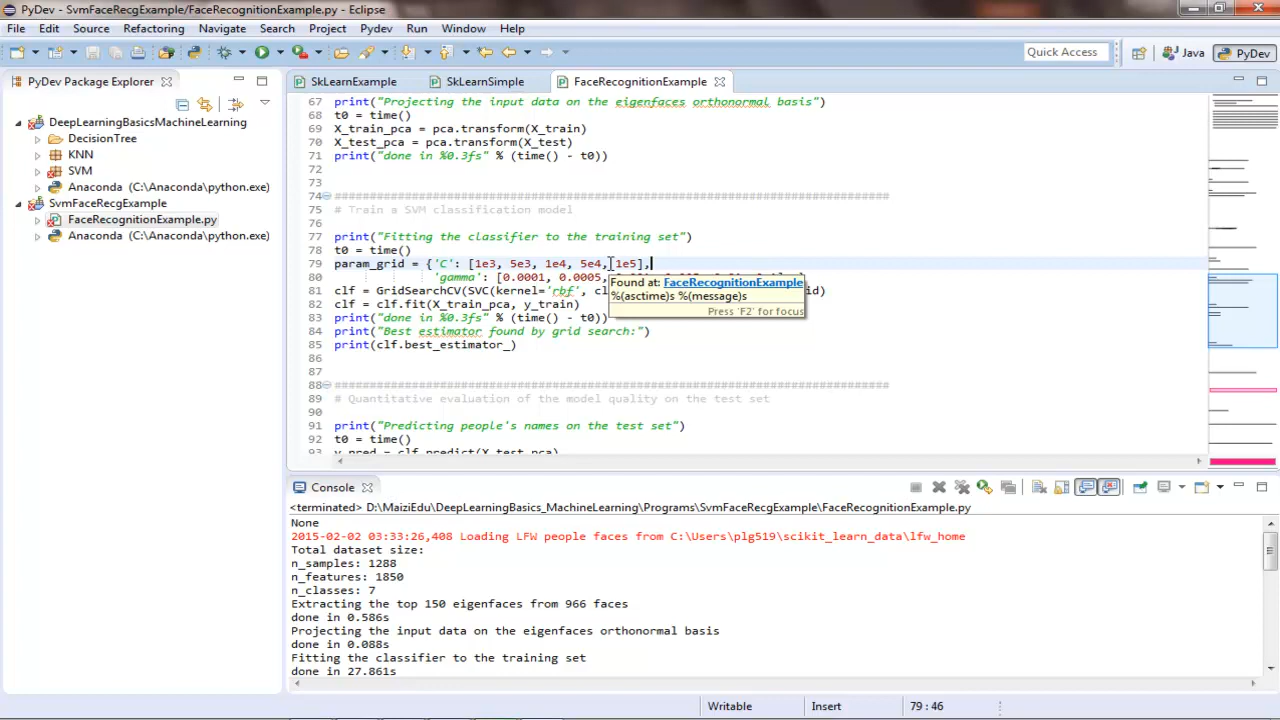 PyDev - SvmFaceRecgExample/FaceRecognitionExample.py - Eclipse
File Edit Source Refactoring Navigate Search Project Pydev Run Window Help
Quick Access
Java
PyDev
PyDev Package Explorer
DeepLearningBasicsMachineLearning
DecisionTree
KNN
SVM
Anaconda (C:\Anaconda\python.exe)
SvmFaceRecgExample
FaceRecognitionExample.py
Anaconda (C:\Anaconda\python.exe)
SkLearnExample
SkLearnSimple
FaceRecognitionExample
67 print("Projecting the input data on the eigenfaces orthonormal basis")
68 t0 = time()
69 X_train_pca = pca.transform(X_train)
70 X_test_pca = pca.transform(X_test)
71 print("done in %0.3fs" % (time() - t0))
72
73
74 ###############################################################################
75 # Train a SVM classification model
76
77 print("Fitting the classifier to the training set")
78 t0 = time()
79 param_grid = {'C': [1e3, 5e3, 1e4, 5e4, 1e5],
80 'gamma': [0.0001, 0.0005,
81 clf = GridSearchCV(SVC(kernel='rbf', cl
82 clf = clf.fit(X_train_pca, y_train)
83 print("done in %0.3fs" % (time() - t0))
84 print("Best estimator found by grid search:")
85 print(clf.best_estimator_)
86
87
88 ###############################################################################
89 # Quantitative evaluation of the model quality on the test set
90
91 print("Predicting people's names on the test set")
92 t0 = time()
93 y_pred = clf.predict(X_test_pca)
Found at: FaceRecognitionExample
%(asctime)s %(message)s
Press 'F2' for focus
Console
<terminated> D:\MaiziEdu\DeepLearningBasics_MachineLearning\Programs\SvmFaceRecgExample\FaceRecognitionExample.py
None
2015-02-02 03:33:26,408 Loading LFW people faces from C:\Users\plg519\scikit_learn_data\lfw_home
Total dataset size:
n_samples: 1288
n_features: 1850
n_classes: 7
Extracting the top 150 eigenfaces from 966 faces
done in 0.586s
Projecting the input data on the eigenfaces orthonormal basis
done in 0.088s
Fitting the classifier to the training set
done in 27.861s
Writable
Insert
79 : 46